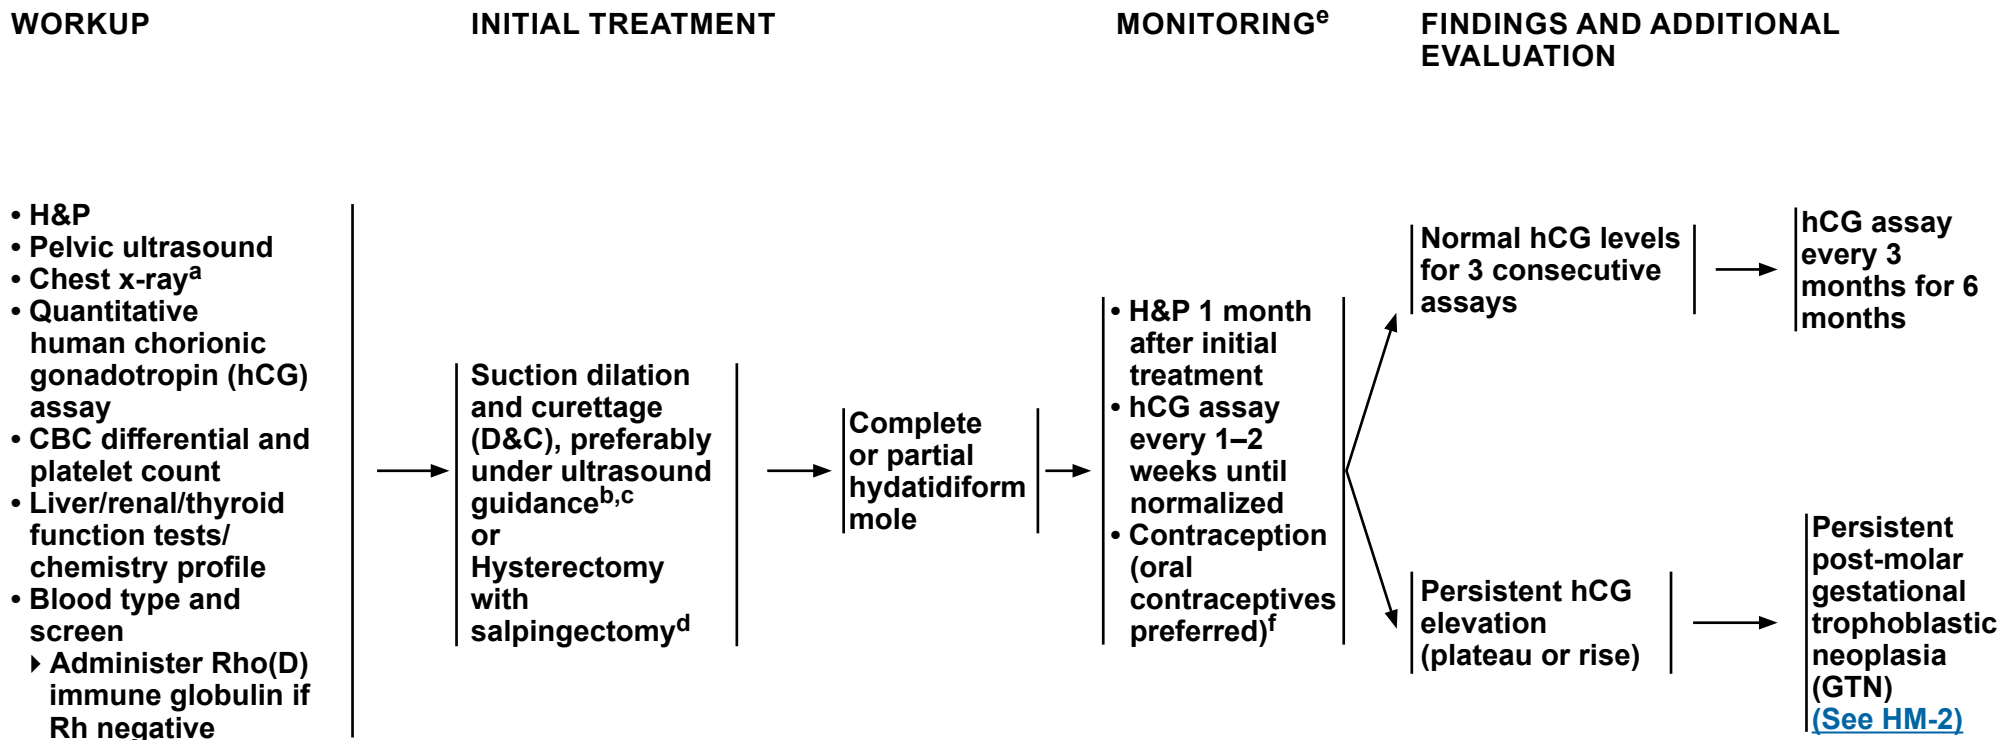 WORKUP
INITIAL TREATMENT
MONITORINGe
FINDINGS AND ADDITIONAL
EVALUATION
• H&P
• Pelvic ultrasound
• Chest x-raya
• Quantitative
human chorionic
gonadotropin (hCG)
assay
• CBC differential and
platelet count
• Liver/renal/thyroid
function tests/
chemistry profile
• Blood type and
screen
▸ Administer Rho(D)
immune globulin if
Rh negative
Suction dilation
and curettage
(D&C), preferably
under ultrasound
guidanceb,c
or
Hysterectomy
with
salpingectomyd
Complete
or partial
hydatidiform
mole
• H&P 1 month
after initial
treatment
• hCG assay
every 1–2
weeks until
normalized
• Contraception
(oral
contraceptives
preferred)f
Normal hCG levels
for 3 consecutive
assays
hCG assay
every 3
months for 6
months
Persistent hCG
elevation
(plateau or rise)
Persistent
post-molar
gestational
trophoblastic
neoplasia
(GTN)
(See HM-2)